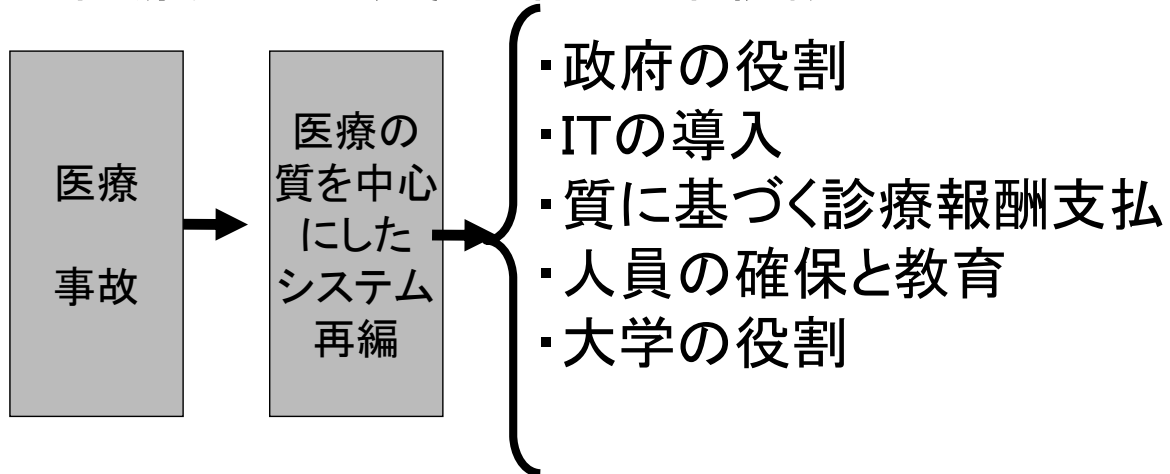 医療
事故
医療の
質を中心
にした
システム
再編
・政府の役割
・ITの導入
・質に基づく診療報酬支払
・人員の確保と教育
・大学の役割